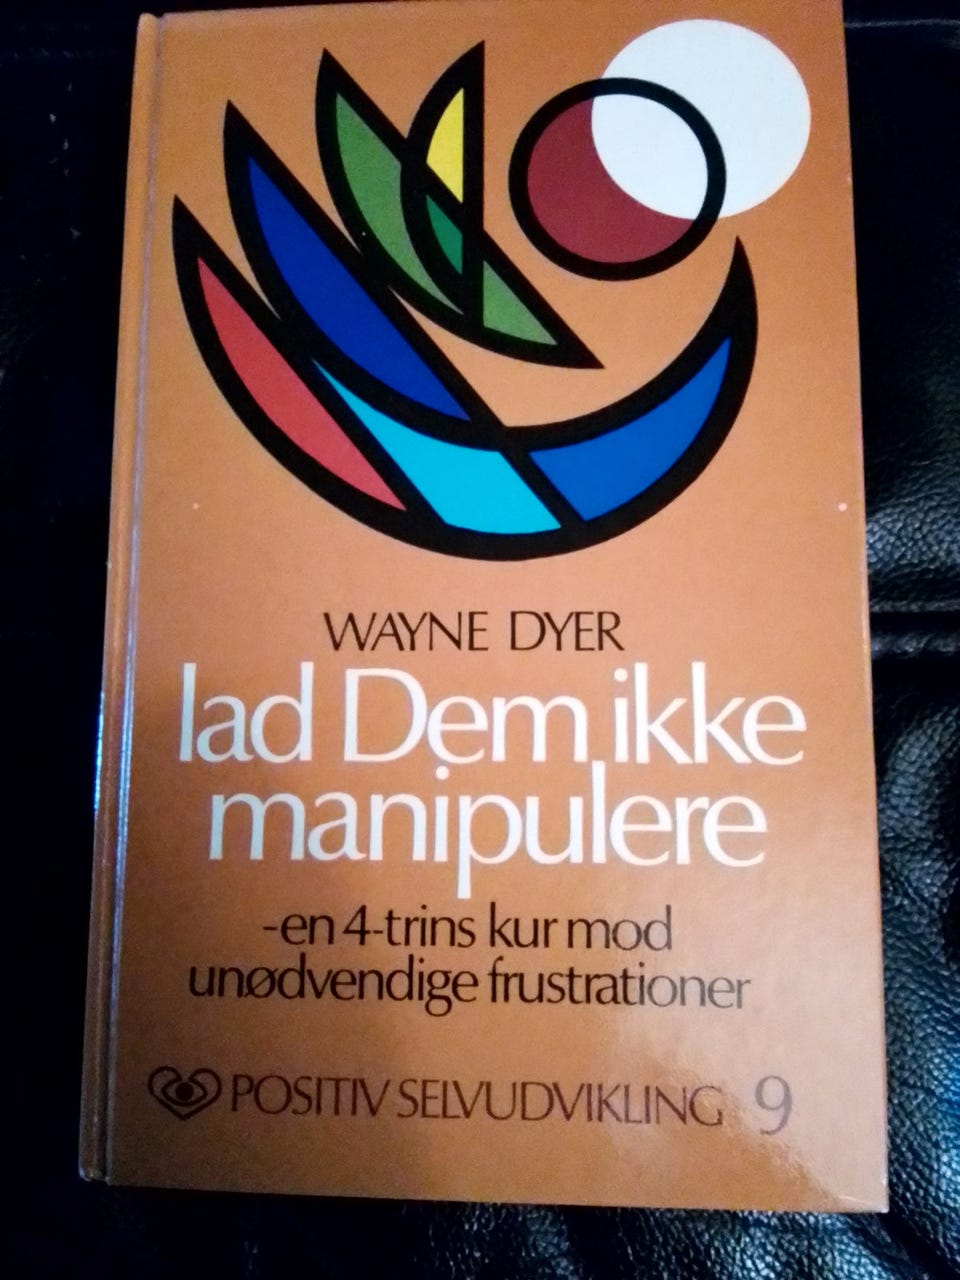 WAYNE DYER
lad Dem ikke
manipulere
-en 4-trins kur mod
unødvendige frustrationer
POSITIV SELVUDVIKLING 9